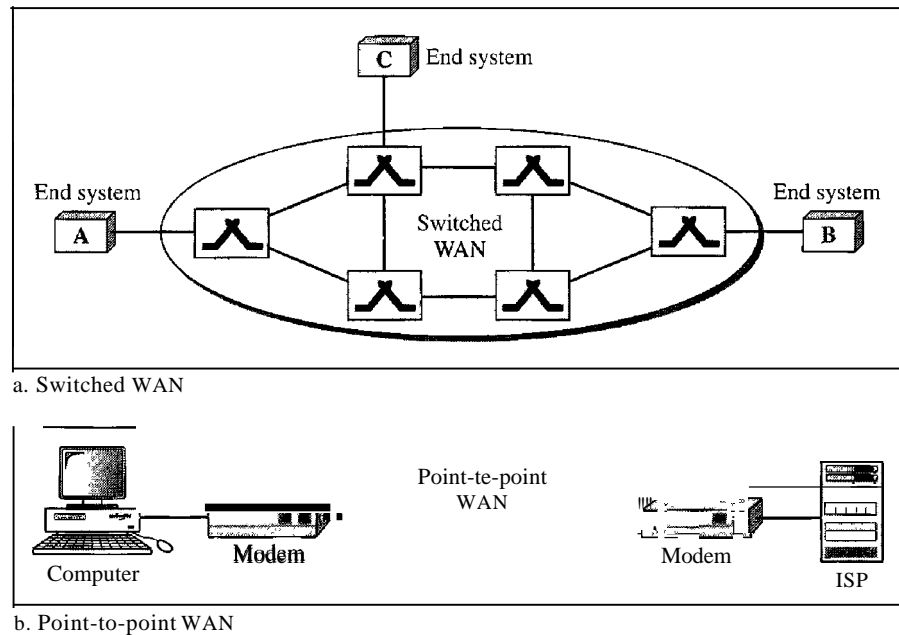 C End system
End system
A
Switched
WAN
End system
B
a. Switched WAN
Point-te-point
WAN
Modem
Computer
Modem
ISP
b. Point-to-point WAN